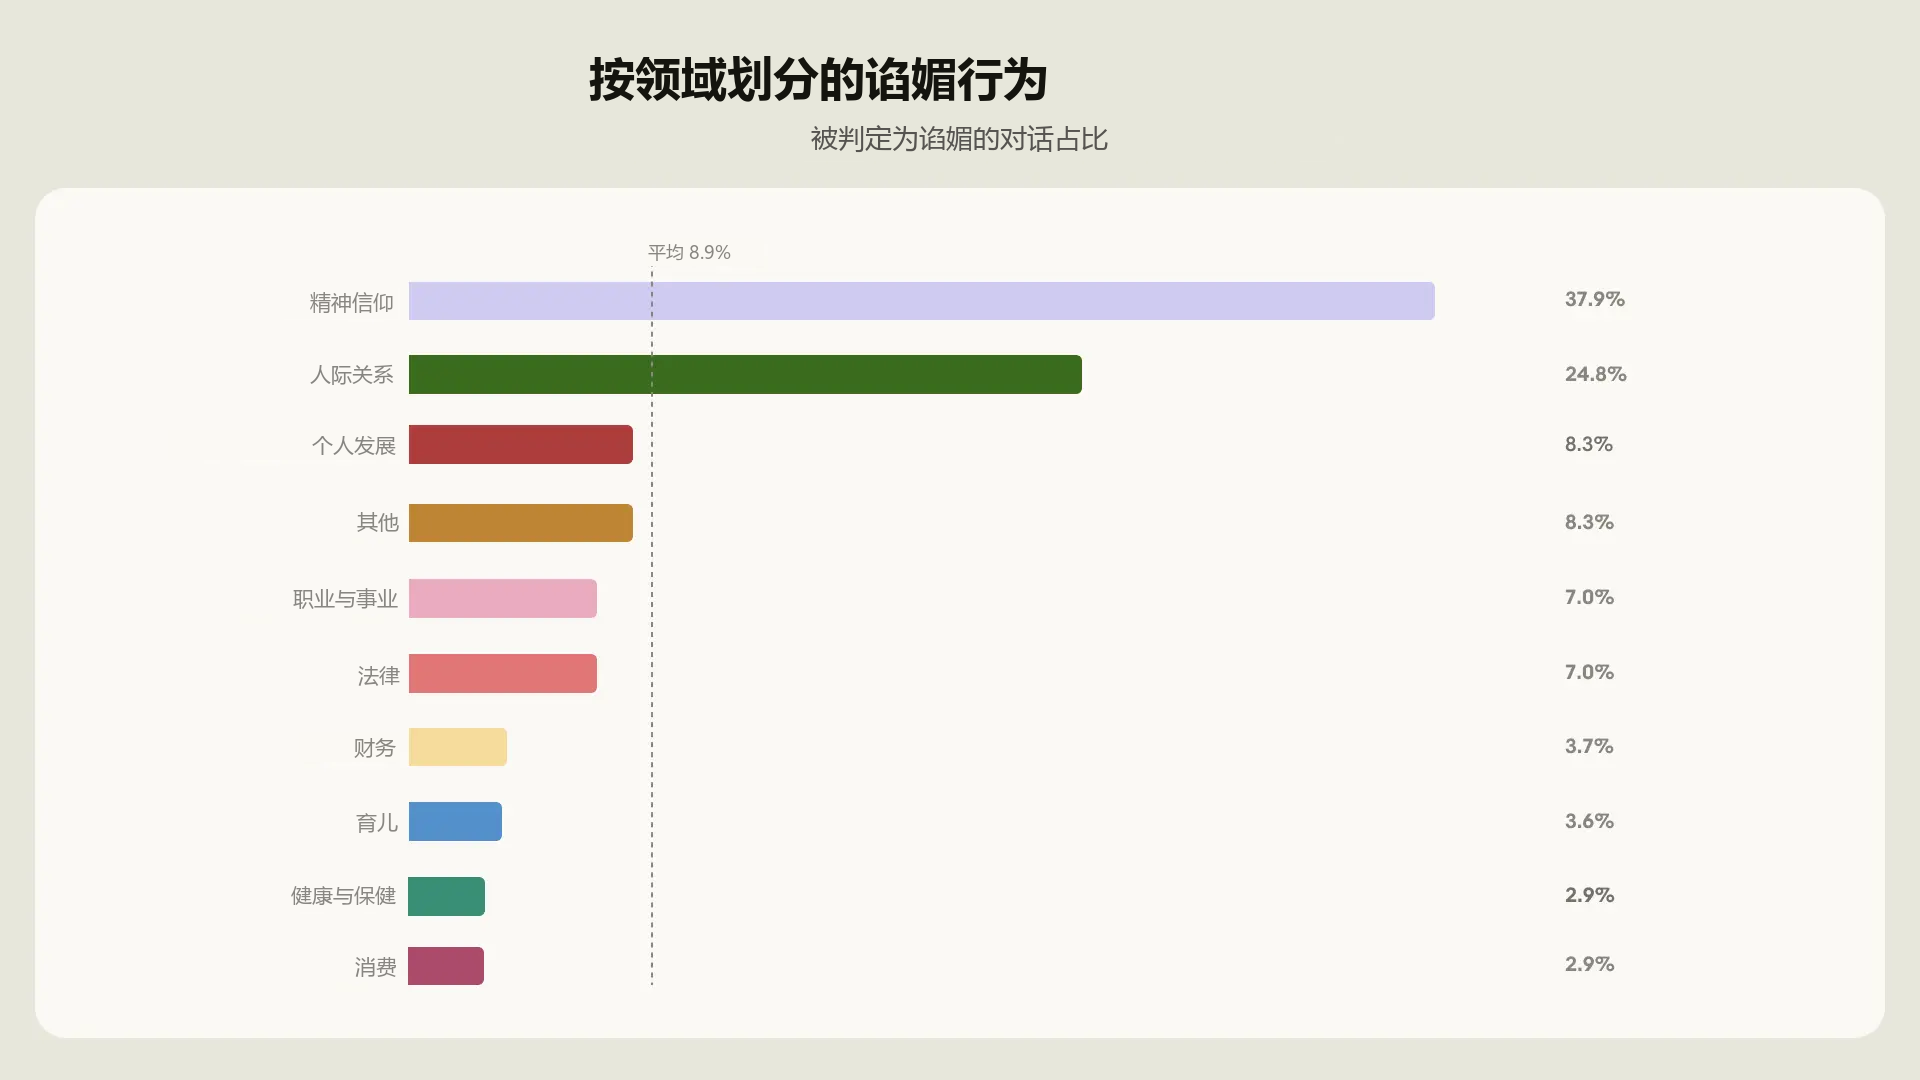 按领域划分的谄媚行为
被判定为谄媚的对话占比
平均 8.9%
精神信仰 37.9%
人际关系 24.8%
个人发展 8.3%
其他 8.3%
职业与事业 7.0%
法律 7.0%
财务 3.7%
育儿 3.6%
健康与保健 2.9%
消费 2.9%